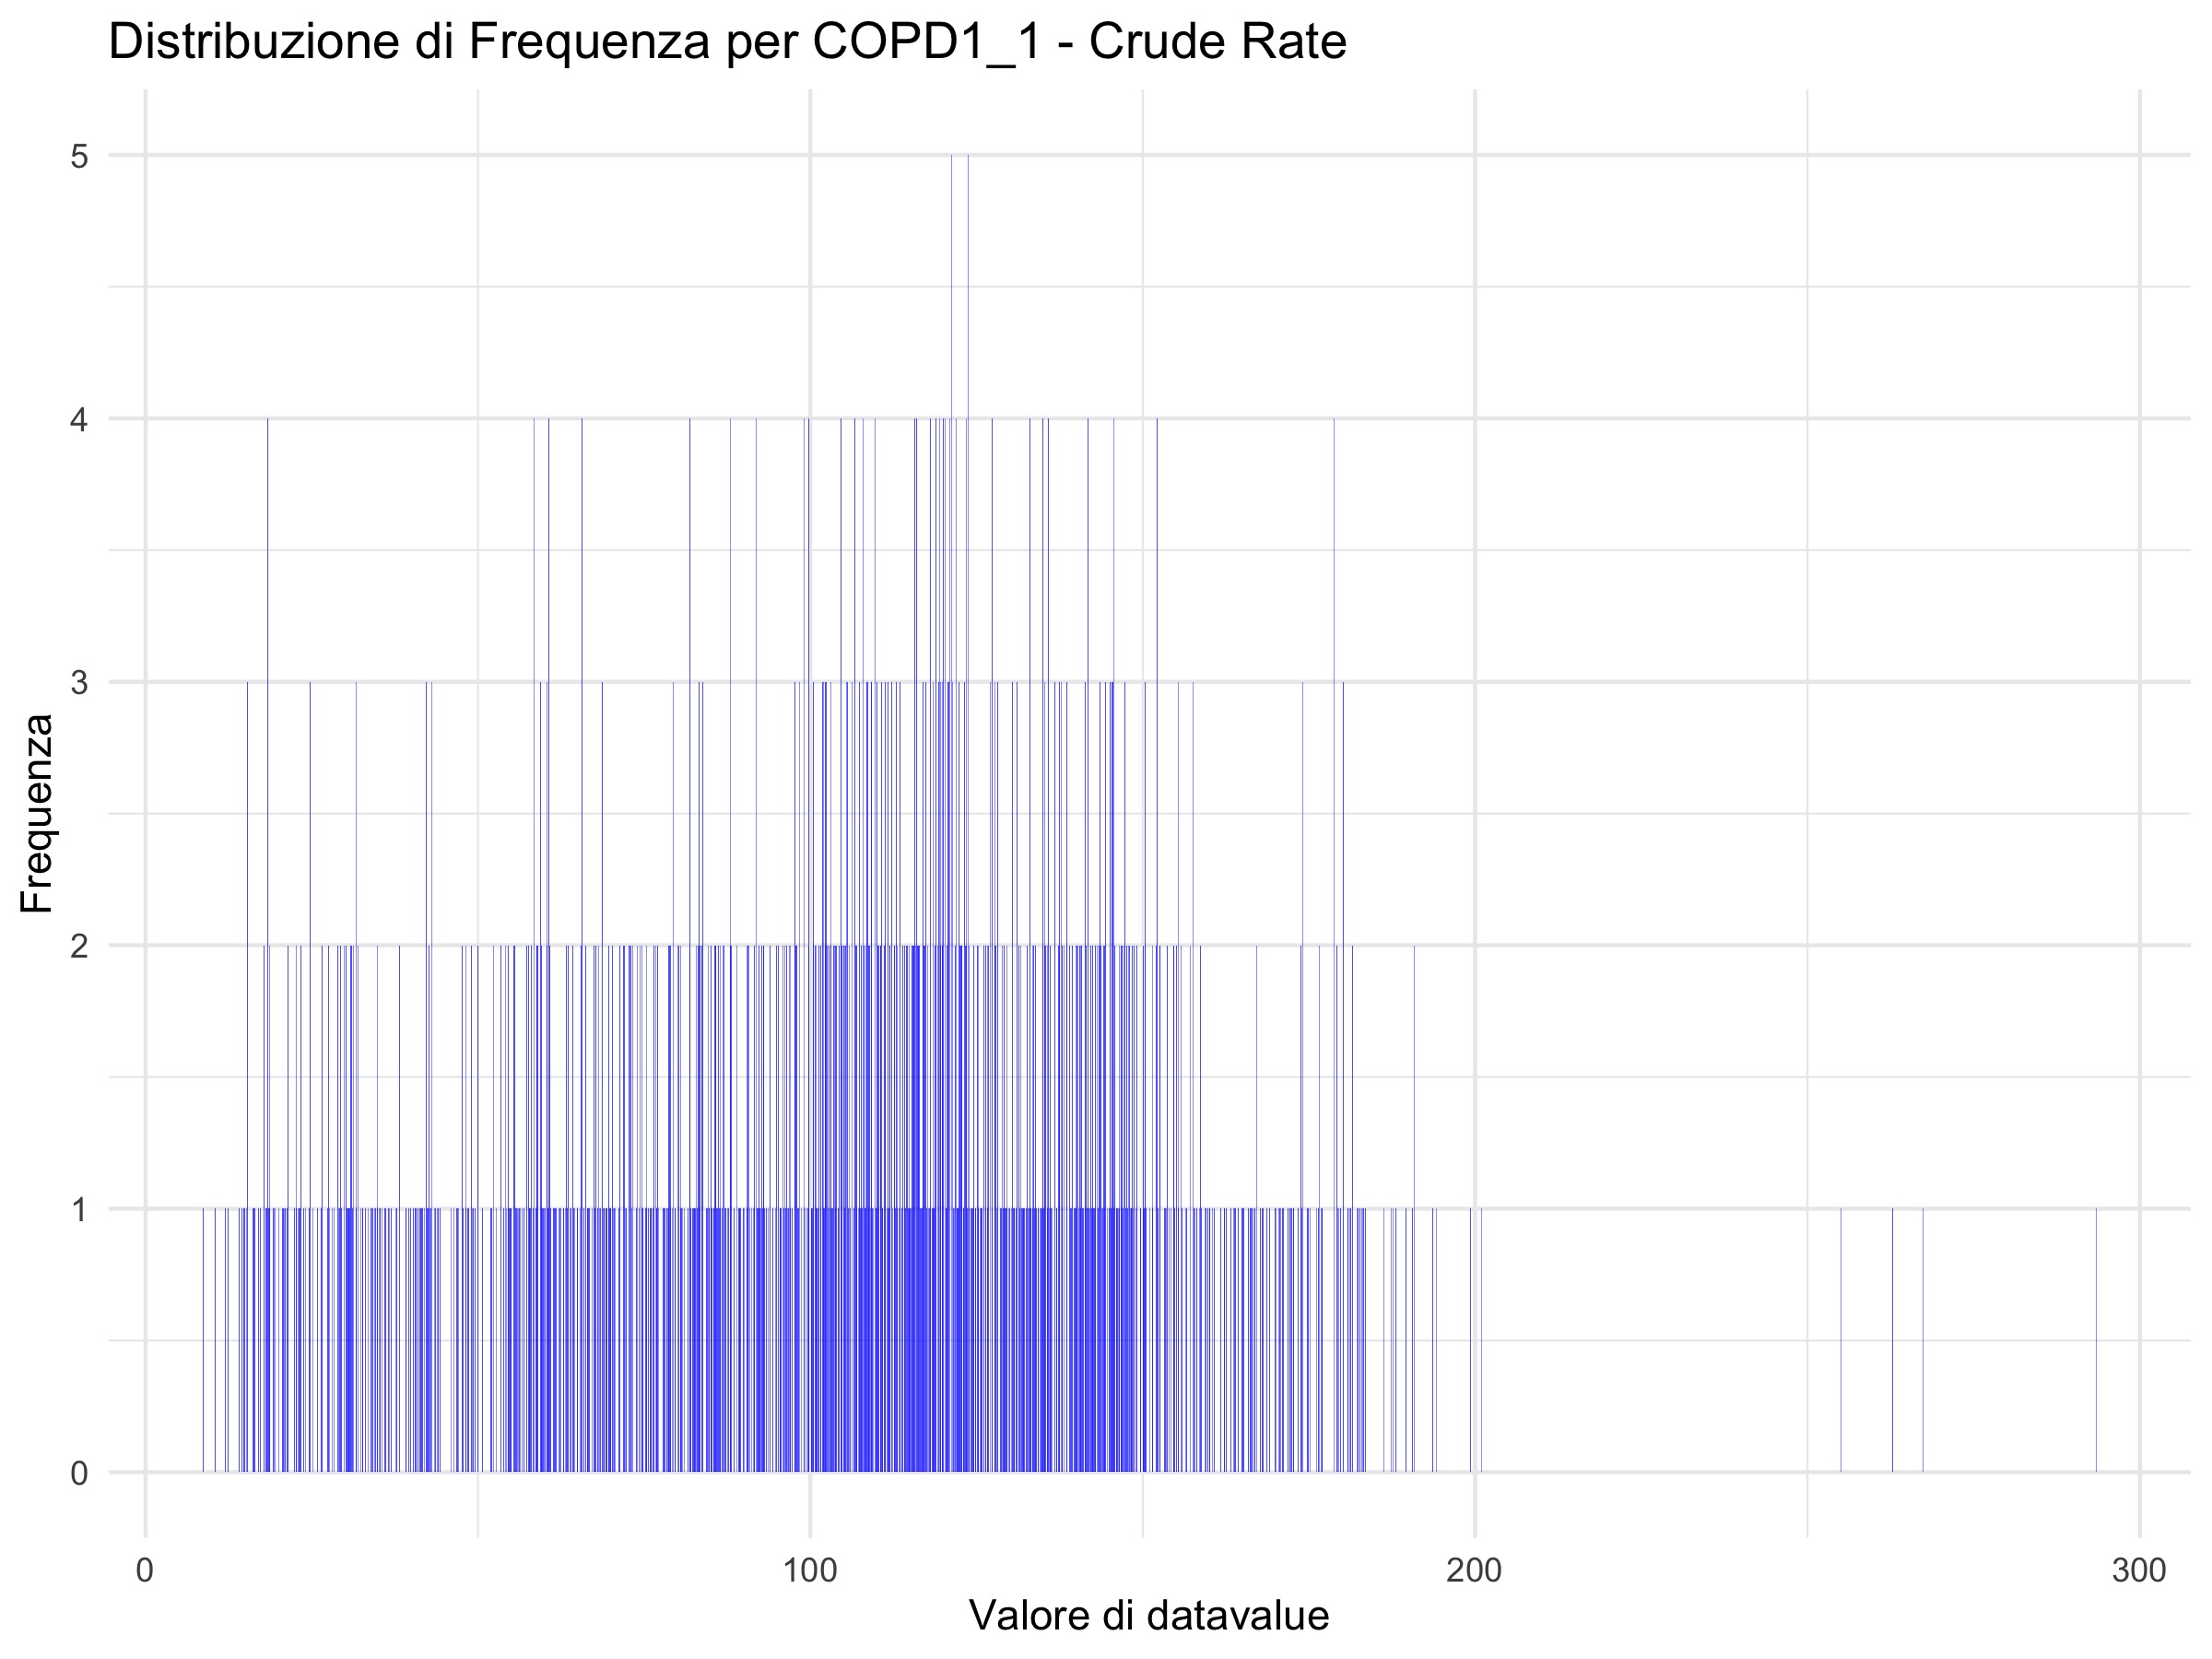 Distribuzione di Frequenza per COPD1_1 - Crude Rate
5
4
3
2
1
0
Frequenza
0 100 200 300
Valore di datavalue